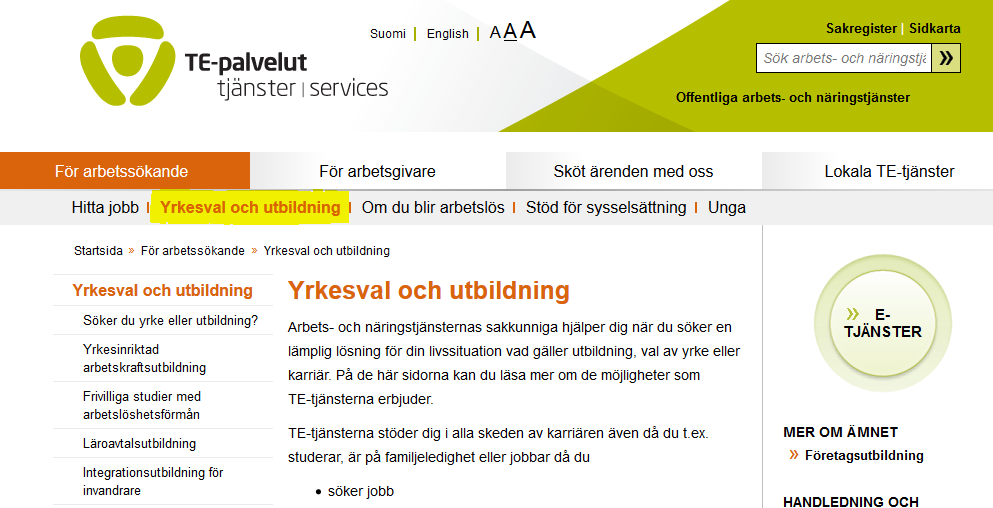 TE-palvelut
tjänster | services
Suomi | English | A A A
Sakregister | Sidkarta
Sök arbets- och näringstjä
Offentliga arbets- och näringstjänster
För arbetssökande
För arbetsgivare
Sköt ärenden med oss
Lokala TE-tjänster
Hitta jobb | Yrkesval och utbildning | Om du blir arbetslös | Stöd för sysselsättning | Unga
Startsida » För arbetssökande » Yrkesval och utbildning
Yrkesval och utbildning
Söker du yrke eller utbildning?
Yrkesinriktad
arbetskraftsutbildning
Frivilliga studier med
arbetslöshetsförmån
Läroavtalsutbildning
Integrationsutbildning för
invandrare
Yrkesval och utbildning
Arbets- och näringstjänsternas sakkunniga hjälper dig när du söker en
lämplig lösning för din livssituation vad gäller utbildning, val av yrke eller
karriär. På de här sidorna kan du läsa mer om de möjligheter som
TE-tjänsterna erbjuder.
TE-tjänsterna stöder dig i alla skeden av karriären även då du t.ex.
studerar, är på familjeledighet eller jobbar då du
• söker jobb
» E-
TJÄNSTER
MER OM ÄMNET
» Företagsutbildning
HANDLEDNING OCH